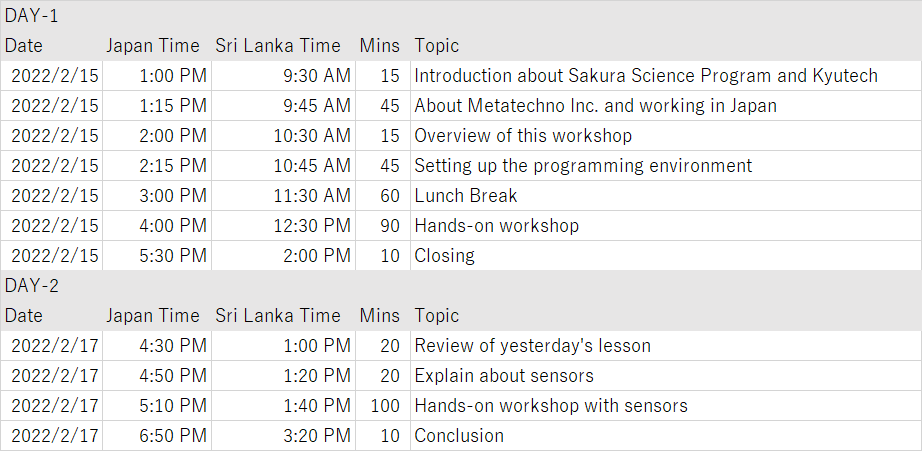 DAY-1
Date Japan Time Sri Lanka Time Mins Topic
2022/2/15 1:00 PM 9:30 AM 15 Introduction about Sakura Science Program and Kyutech
2022/2/15 1:15 PM 9:45 AM 45 About Metatechno Inc. and working in Japan
2022/2/15 2:00 PM 10:30 AM 15 Overview of this workshop
2022/2/15 2:15 PM 10:45 AM 45 Setting up the programming environment
2022/2/15 3:00 PM 11:30 AM 60 Lunch Break
2022/2/15 4:00 PM 12:30 PM 90 Hands-on workshop
2022/2/15 5:30 PM 2:00 PM 10 Closing
DAY-2
Date Japan Time Sri Lanka Time Mins Topic
2022/2/17 4:30 PM 1:00 PM 20 Review of yesterday's lesson
2022/2/17 4:50 PM 1:20 PM 20 Explain about sensors
2022/2/17 5:10 PM 1:40 PM 100 Hands-on workshop with sensors
2022/2/17 6:50 PM 3:20 PM 10 Conclusion